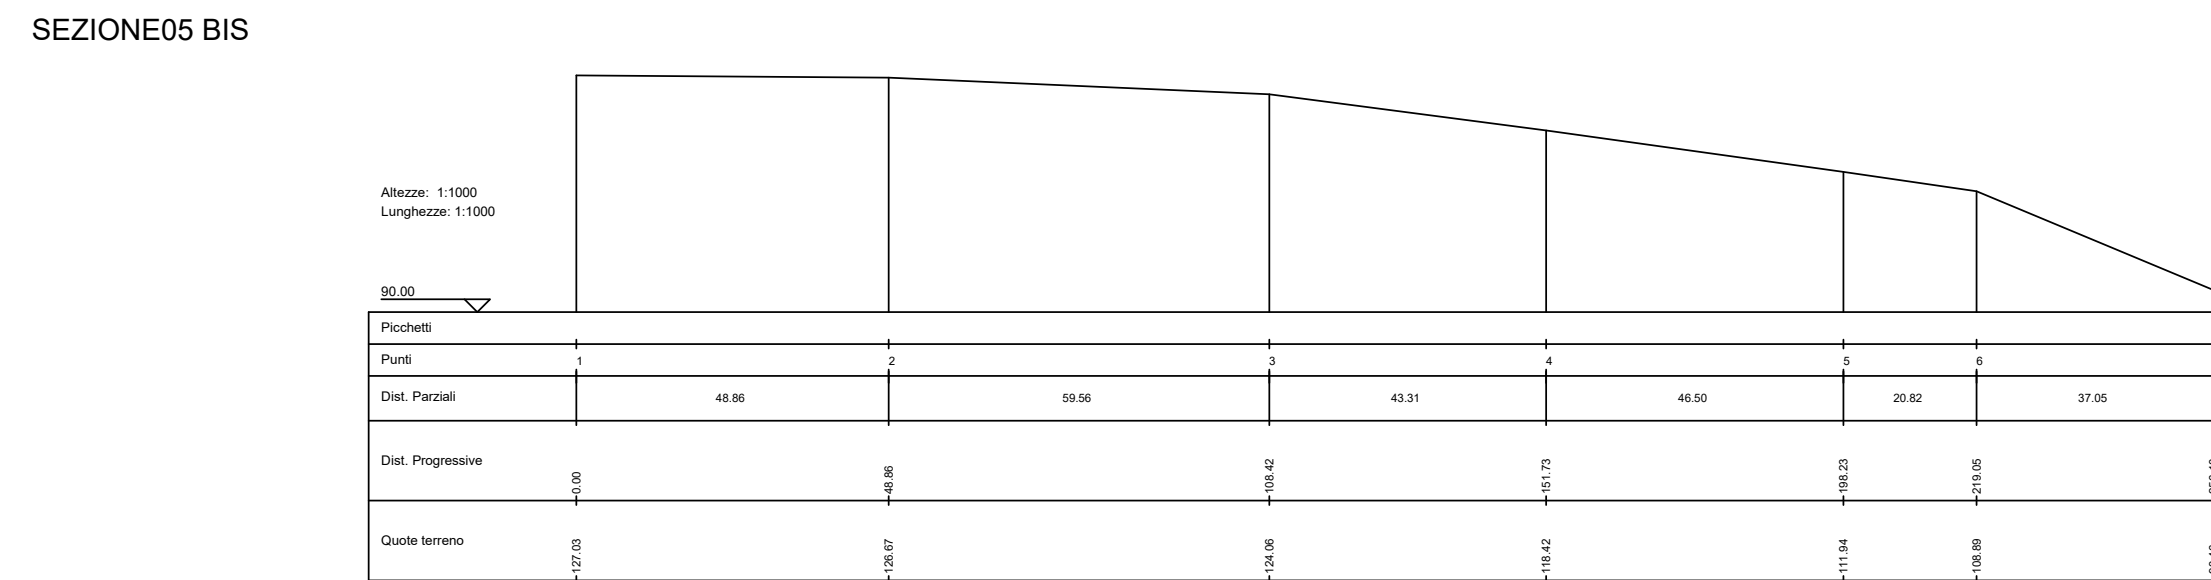 SEZIONE05 BIS
Altezze: 1:1000
Lunghezze: 1:1000
90.00
Picchetti
Punti 1 2 3 4 5 6
Dist. Parziali 48.86 59.56 43.31 46.50 20.82 37.05
Dist. Progressive 0.00 48.86 108.42 151.73 198.23 219.05
Quote terreno 127.03 126.67 124.06 118.42 111.94 108.89